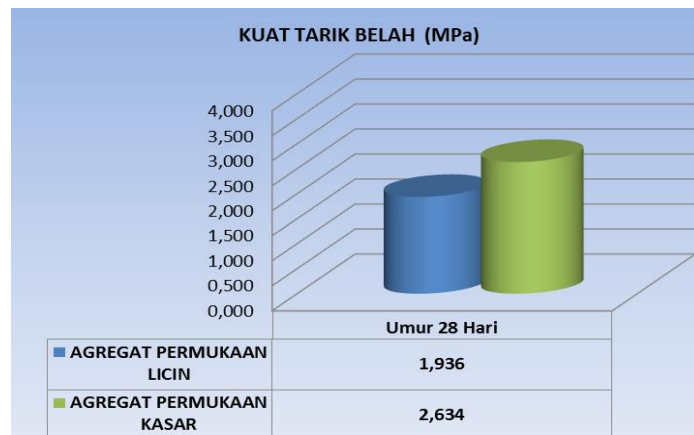 KUAT TARIK BELAH (MPa)
4,000
3,500
3,000
2,500
2,000
1,500
1,000
0,500
0,000
Umur 28 Hari
AGREGAT PERMUKAAN
LICIN
1,936
AGREGAT PERMUKAAN
KASAR
2,634